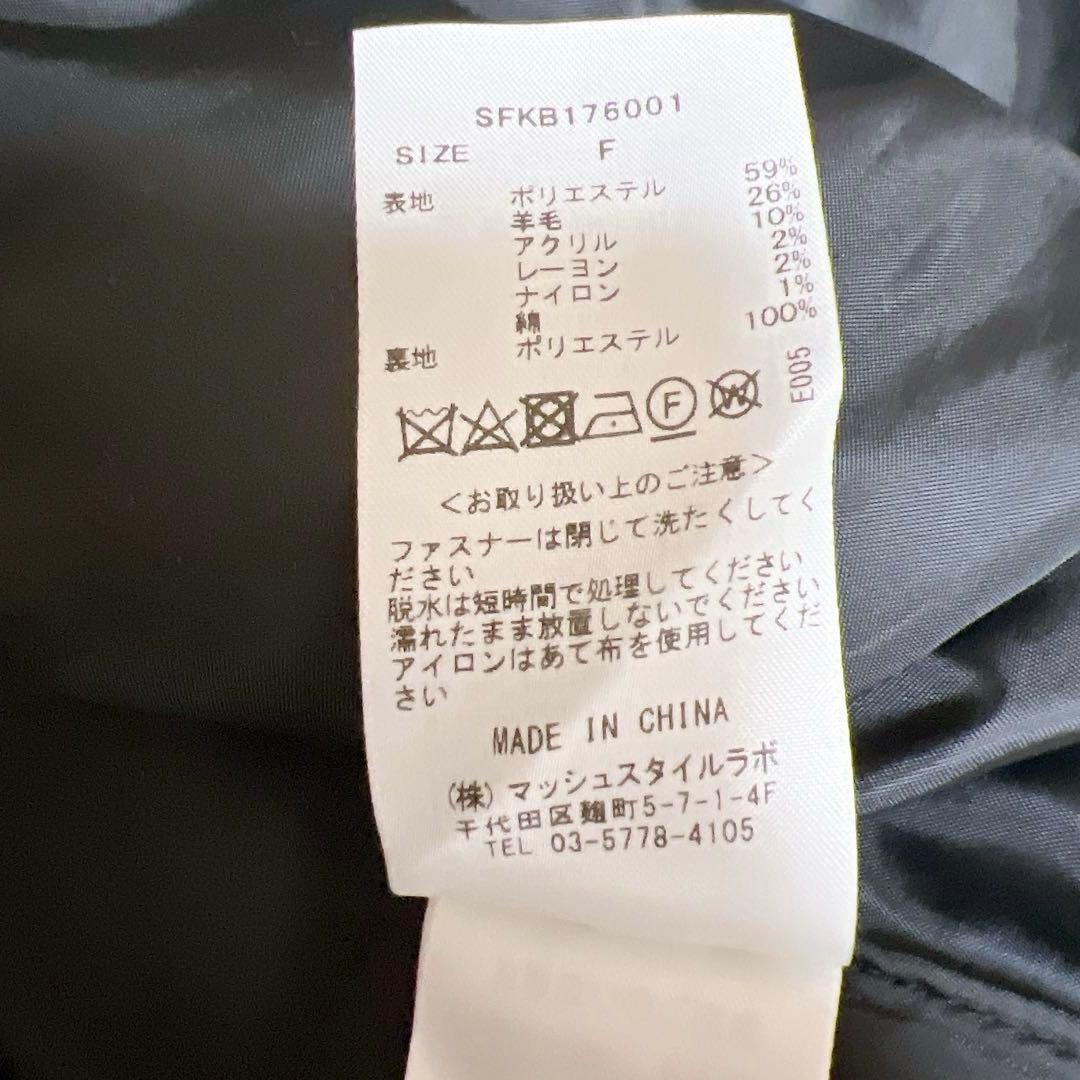 SFKB176001
SIZE F
表地 ポリエステル 59%
羊毛 26%
アクリル 10%
レーヨン 2%
ナイロン 2%
綿 1%
裏地 ポリエステル 100%
E005
F W
<お取り扱い上のご注意>
ファスナーは閉じて洗たくしてく
ださい
脱水は短時間で処理してください
濡れたまま放置しないでください
アイロンはあて布を使用してくだ
さい
MADE IN CHINA
(株)マッシュスタイルラボ
千代田区麹町5-7-1-4F
TEL 03-5778-4105